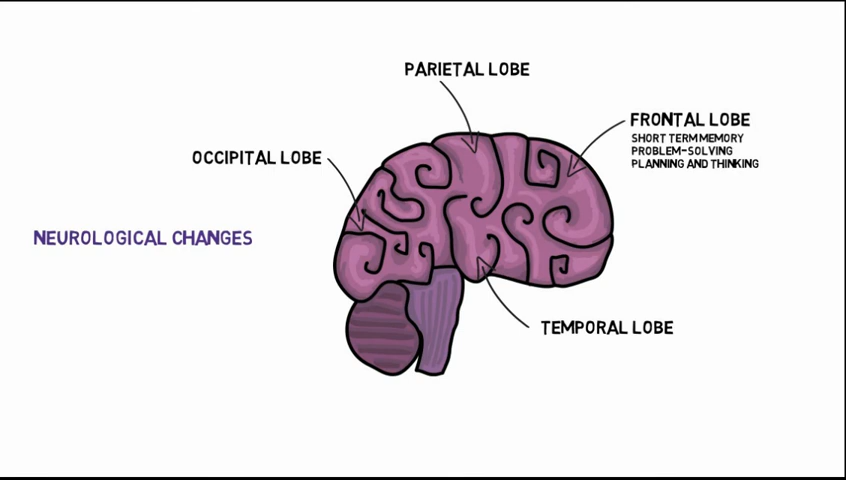 PARIETAL LOBE
FRONTAL LOBE
SHORT TERM MEMORY
PROBLEM-SOLVING
PLANNING AND THINKING
OCCIPITAL LOBE
NEUROLOGICAL CHANGES
TEMPORAL LOBE